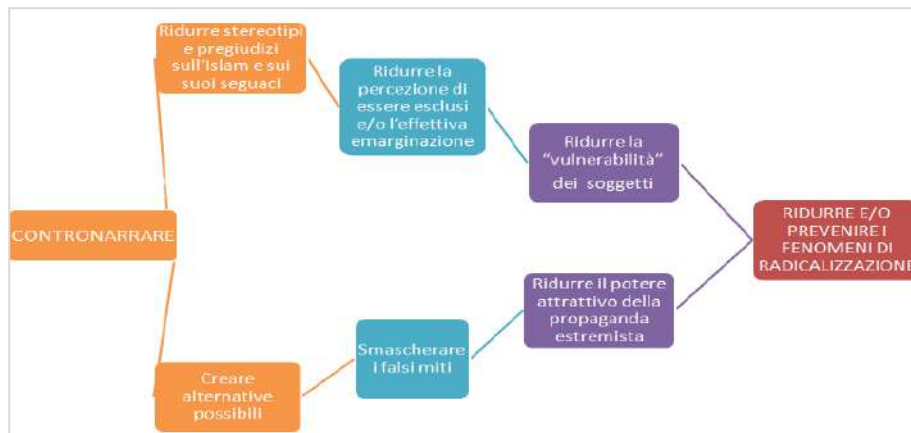 Ridurre stereotipi
e pregiudizi
sull'Islam e sui
suoi seguaci
Ridurre la
percezione di
essere esclusi
e/o l'effettiva
emarginazione
Ridurre la
"vulnerabilità"
dei soggetti
CONTRONARRARE
RIDURRE E/O
PREVENIRE I
FENOMENI DI
RADICALIZZAZIONE
Ridurre il potere
attrattivo della
propaganda
estremista
Smascherare
i falsi miti
Creare
alternative
possibili